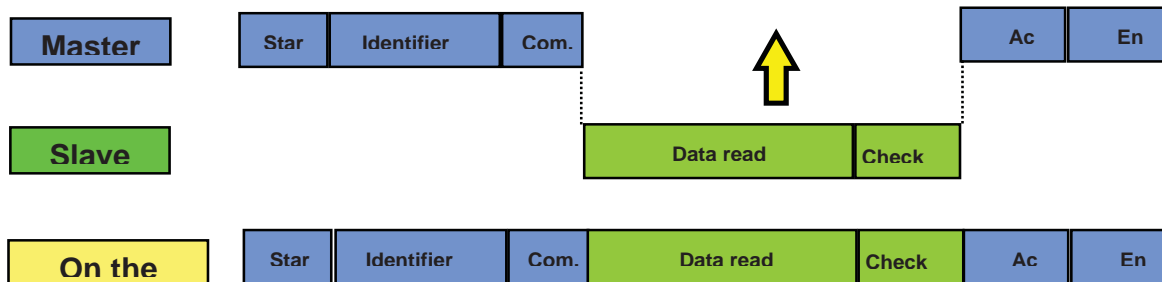 Master Star Identifier Com. Ac En
Slave Data read Check
On the Star Identifier Com. Data read Check Ac En